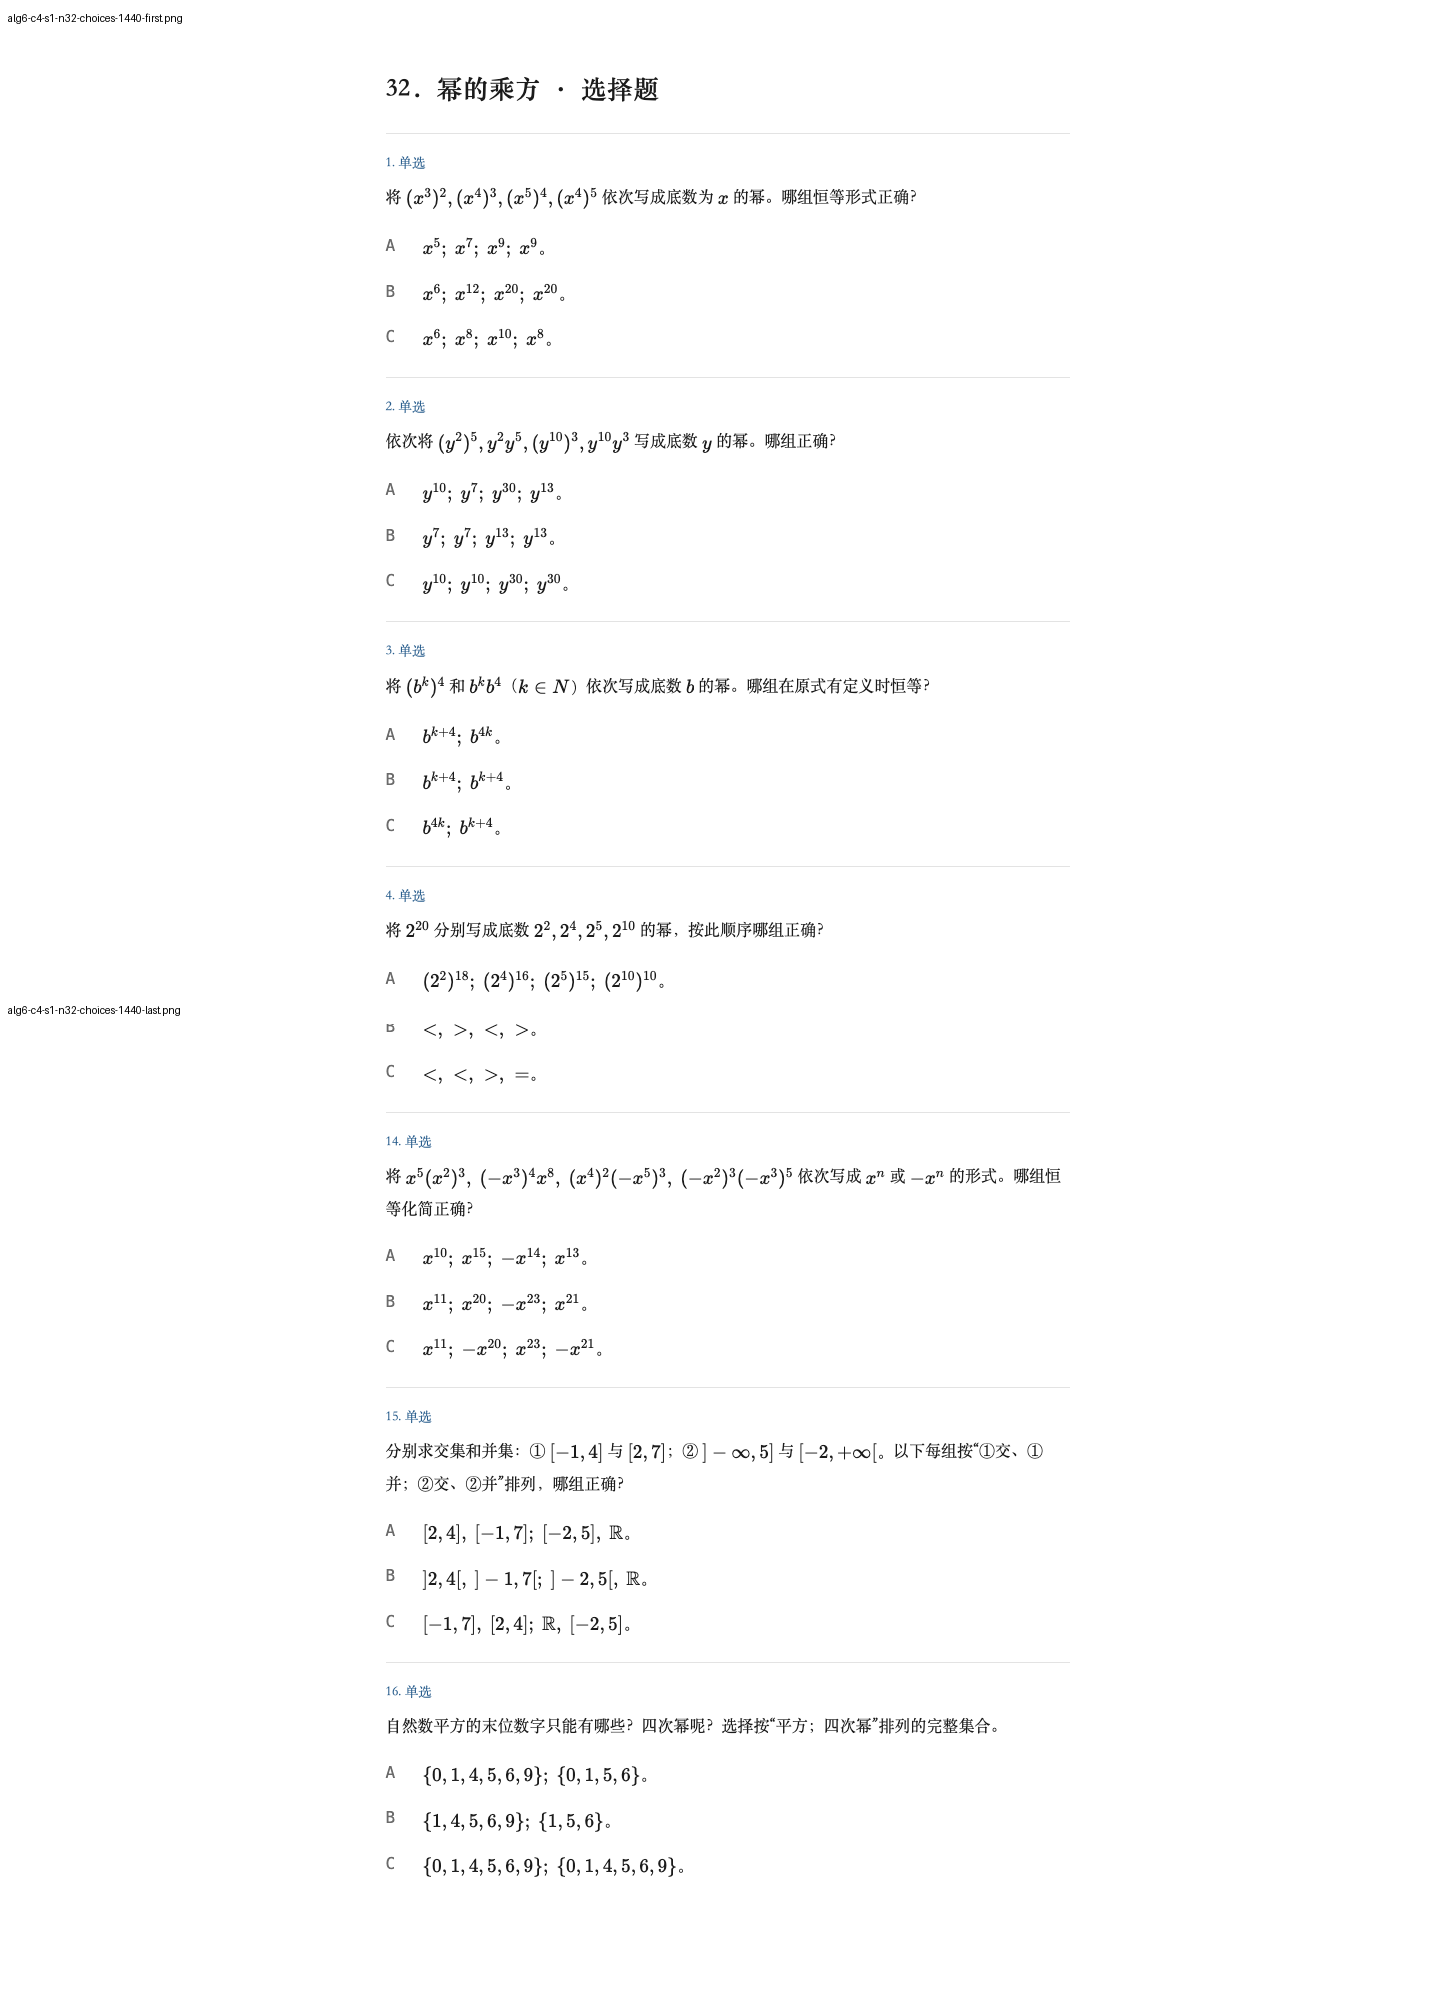 alg6-c4-s1-n32-choices-1440-first.png
32. 幂的乘方 · 选择题
1. 单选
将 (x³)², (x⁴)³, (x⁵)⁴, (x⁴)⁵ 依次写成底数为 x 的幂。哪组恒等形式正确?
A x⁵; x⁷; x⁹; x⁹。
B x⁶; x¹²; x²⁰; x²⁰。
C x⁶; x⁸; x¹⁰; x⁸。
2. 单选
依次将 (y²)⁵, y²y⁵, (y¹⁰)³, y¹⁰y³ 写成底数 y 的幂。哪组正确?
A y¹⁰; y⁷; y³⁰; y¹³。
B y⁷; y⁷; y¹³; y¹³。
C y¹⁰; y¹⁰; y³⁰; y³⁰。
3. 单选
将 (bᵏ)⁴ 和 bᵏb⁴（k ∈ N）依次写成底数 b 的幂。哪组在原式有定义时恒等?
A bᵏ⁺⁴; b⁴ᵏ。
B bᵏ⁺⁴; bᵏ⁺⁴。
C b⁴ᵏ; bᵏ⁺⁴。
4. 单选
将 2²⁰ 分别写成底数 2², 2⁴, 2⁵, 2¹⁰ 的幂，按此顺序哪组正确?
A (2²)¹⁸; (2⁴)¹⁶; (2⁵)¹⁵; (2¹⁰)¹⁰。
alg6-c4-s1-n32-choices-1440-last.png
B <, >, <, >。
C <, <, >, =。
14. 单选
将 x⁵(x²)³, (−x³)⁴x⁸, (x⁴)²(−x⁵)³, (−x²)³(−x³)⁵ 依次写成 xⁿ 或 −xⁿ 的形式。哪组恒
等化简正确?
A x¹⁰; x¹⁵; −x¹⁴; x¹³。
B x¹¹; x²⁰; −x²³; x²¹。
C x¹¹; −x²⁰; x²³; −x²¹。
15. 单选
分别求交集和并集：① [−1, 4] 与 [2, 7]；② ] − ∞, 5] 与 [−2, +∞[。以下每组按“①交、①
并；②交、②并”排列，哪组正确?
A [2, 4], [−1, 7]; [−2, 5], ℝ。
B ]2, 4[, ] − 1, 7[; ] − 2, 5[, ℝ。
C [−1, 7], [2, 4]; ℝ, [−2, 5]。
16. 单选
自然数平方的末位数字只能有哪些？四次幂呢？选择按“平方；四次幂”排列的完整集合。
A {0, 1, 4, 5, 6, 9}; {0, 1, 5, 6}。
B {1, 4, 5, 6, 9}; {1, 5, 6}。
C {0, 1, 4, 5, 6, 9}; {0, 1, 4, 5, 6, 9}。